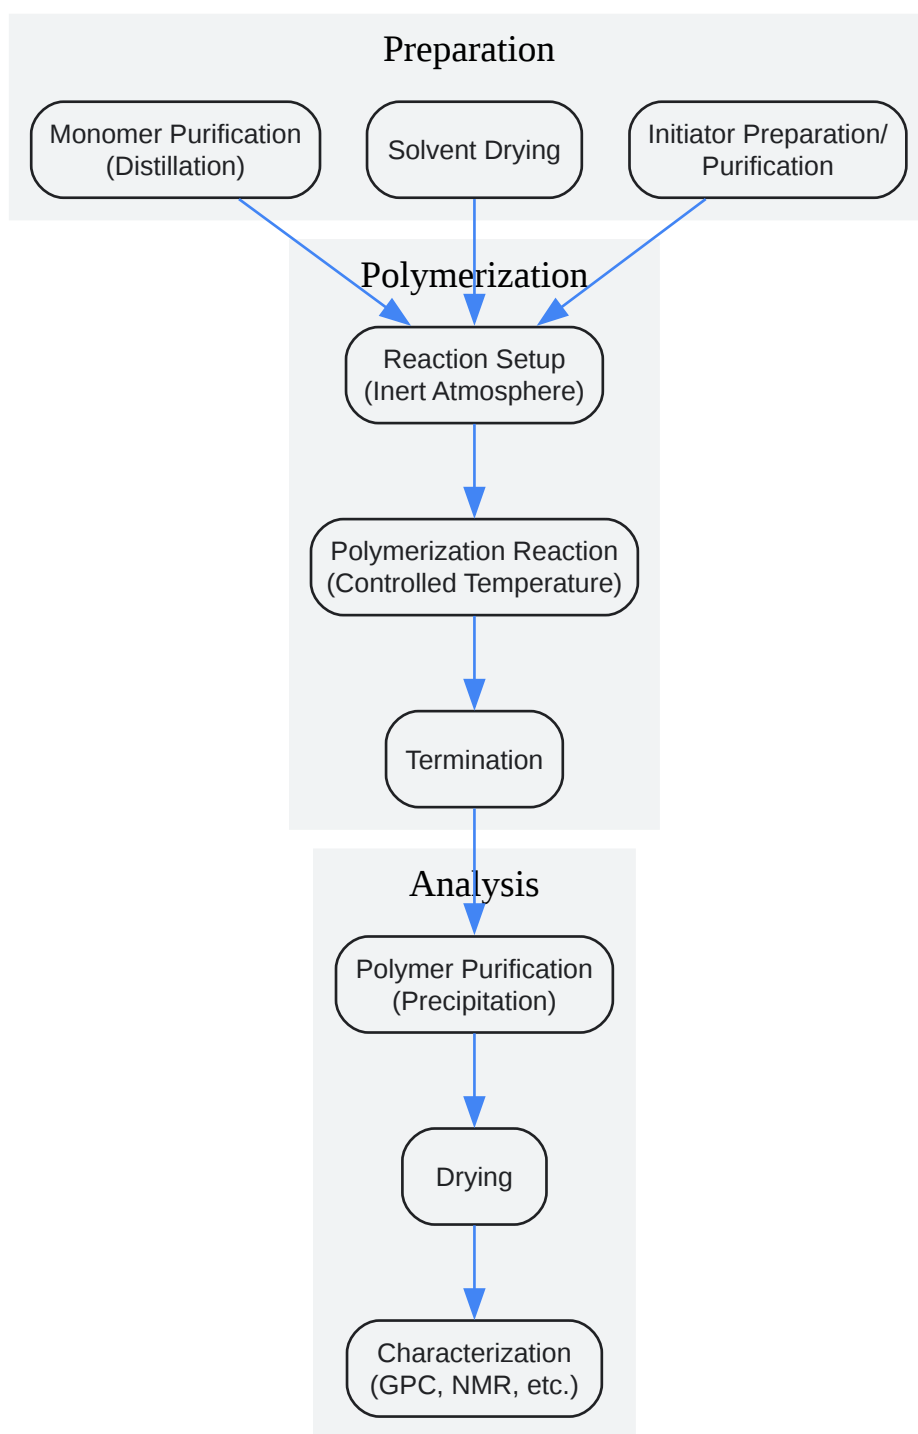 Preparation
Monomer Purification
(Distillation)
Solvent Drying
Initiator Preparation/
Purification
Polymerization
Reaction Setup
(Inert Atmosphere)
Polymerization Reaction
(Controlled Temperature)
Termination
Analysis
Polymer Purification
(Precipitation)
Drying
Characterization
(GPC, NMR, etc.)